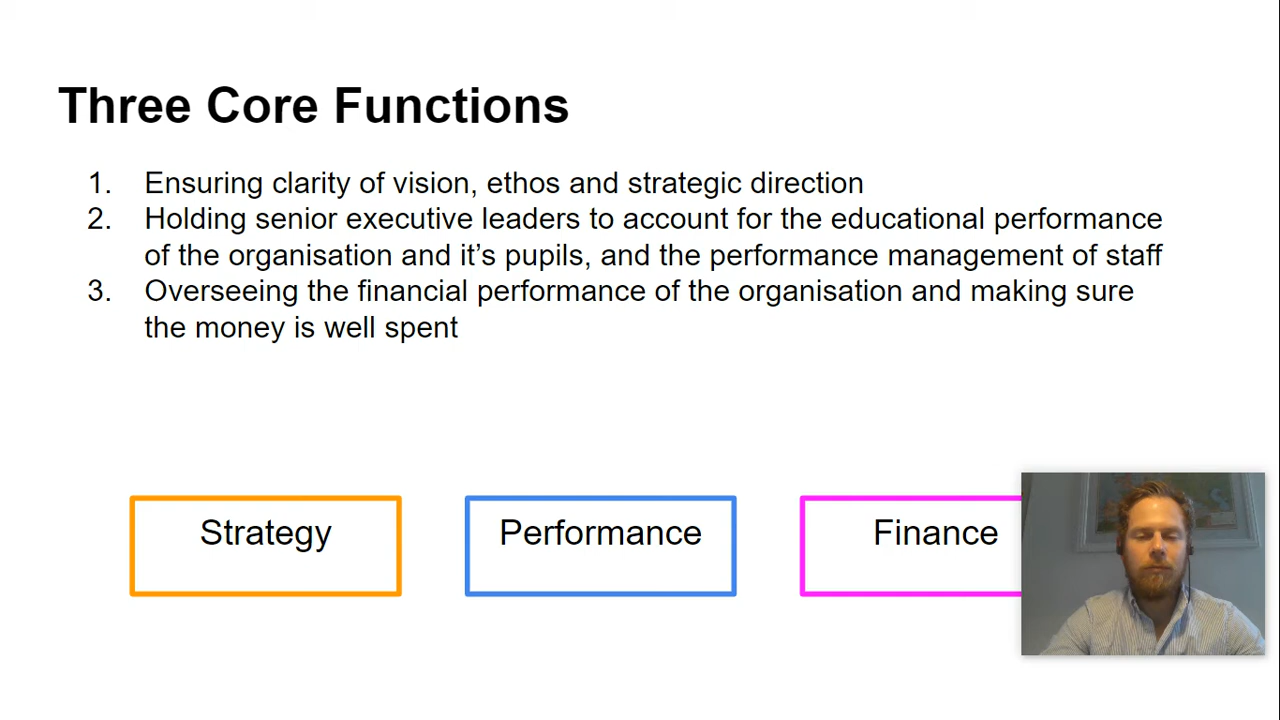 Three Core Functions
1. Ensuring clarity of vision, ethos and strategic direction
2. Holding senior executive leaders to account for the educational performance
of the organisation and it’s pupils, and the performance management of staff
3. Overseeing the financial performance of the organisation and making sure
the money is well spent
Strategy
Performance
Finance